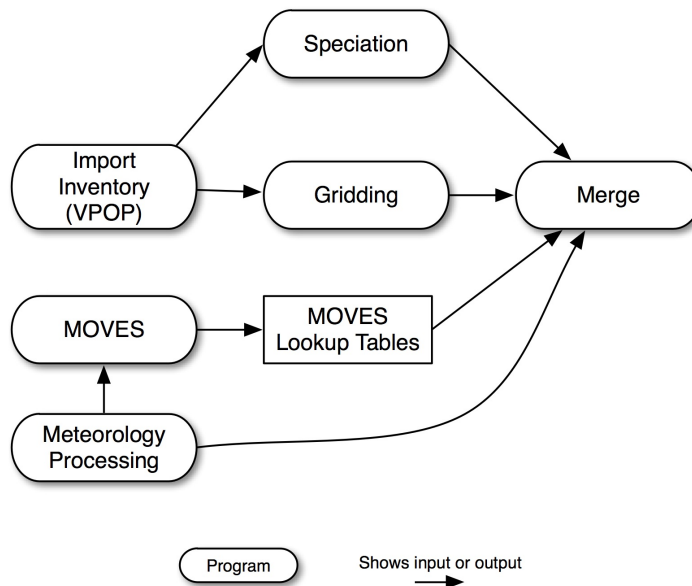 Speciation
Import
Inventory
(VPOP)
Gridding
Merge
MOVES
MOVES
Lookup Tables
Meteorology
Processing
Program
Shows input or output